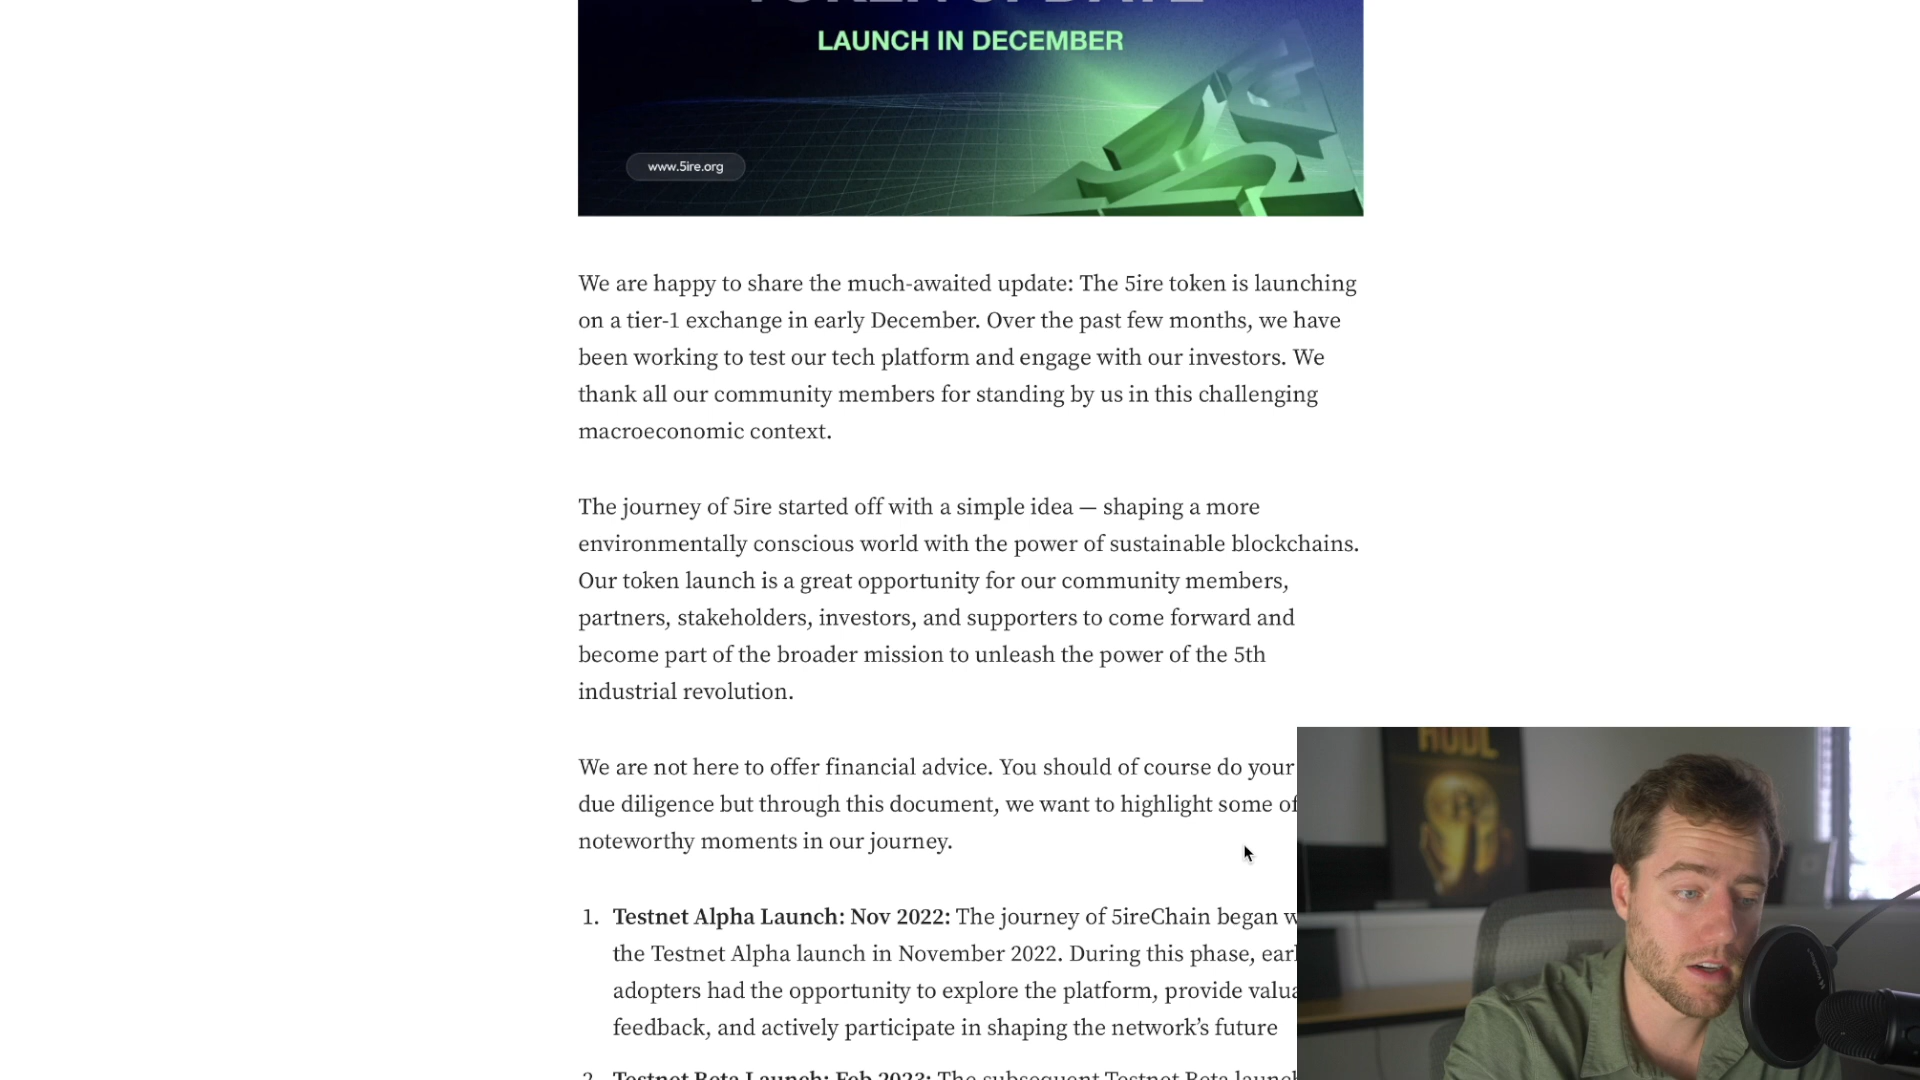 TOKEN UPDATE
LAUNCH IN DECEMBER
www.5ire.org
We are happy to share the much-awaited update: The 5ire token is launching
on a tier-1 exchange in early December. Over the past few months, we have
been working to test our tech platform and engage with our investors. We
thank all our community members for standing by us in this challenging
macroeconomic context.
The journey of 5ire started off with a simple idea — shaping a more
environmentally conscious world with the power of sustainable blockchains.
Our token launch is a great opportunity for our community members,
partners, stakeholders, investors, and supporters to come forward and
become part of the broader mission to unleash the power of the 5th
industrial revolution.
We are not here to offer financial advice. You should of course do your
due diligence but through this document, we want to highlight some of
noteworthy moments in our journey.
1. Testnet Alpha Launch: Nov 2022: The journey of 5ireChain began
the Testnet Alpha launch in November 2022. During this phase,
adopters had the opportunity to explore the platform, provide
feedback, and actively participate in shaping the network’s future
2. Testnet Beta Launch: Feb 2023: The subsequent Testnet Beta
HODL